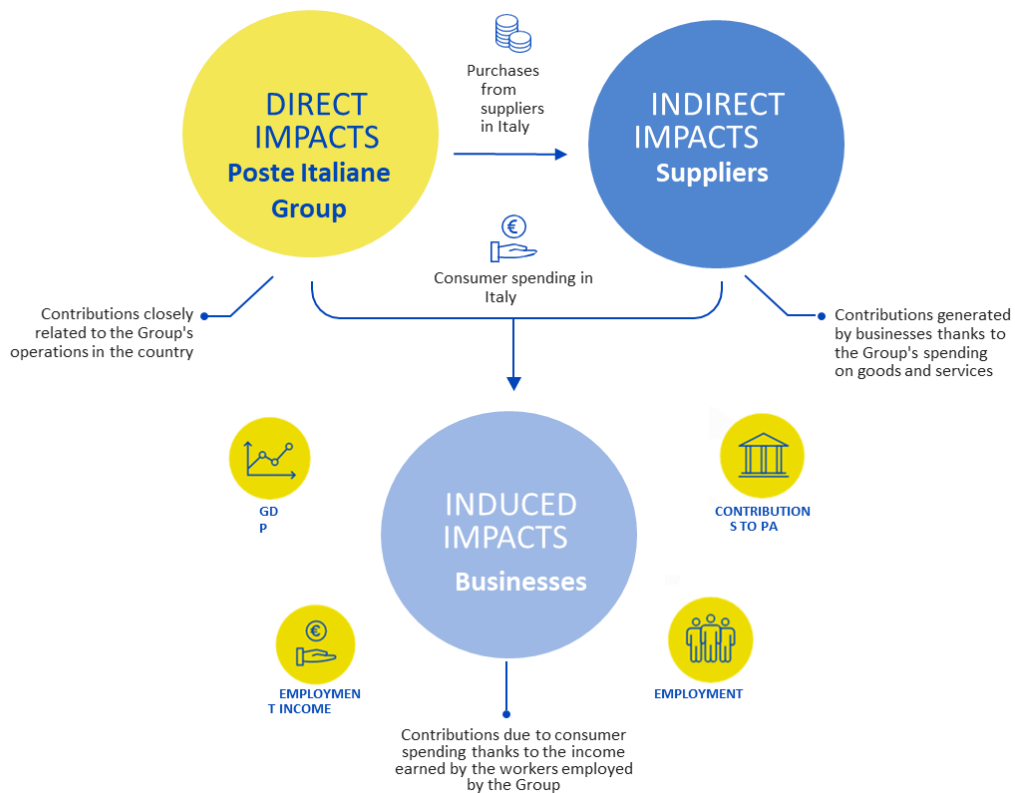 DIRECT
IMPACTS
Poste Italiane
Group
Purchases
from
suppliers
in Italy
INDIRECT
IMPACTS
Suppliers
€
Consumer spending in
Italy
Contributions closely
related to the Group's
operations in the country
Contributions generated
by businesses thanks to
the Group's spending
on goods and services
GD
P
INDUCED
IMPACTS
Businesses
CONTRIBUTION
S TO PA
€
EMPLOYMEN
T INCOME
EMPLOYMENT
Contributions due to consumer
spending thanks to the income
earned by the workers employed
by the Group